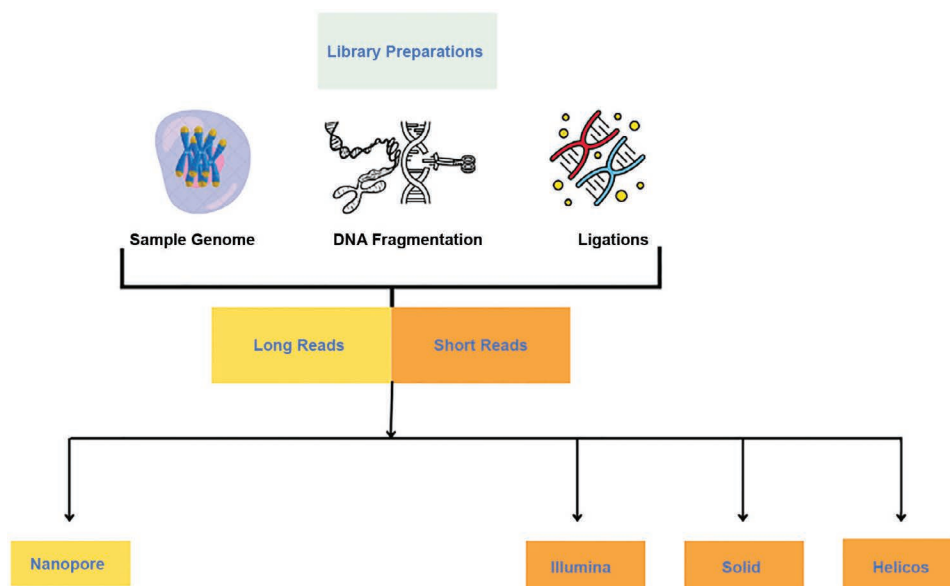 Library Preparations
Sample Genome
DNA Fragmentation
Ligations
Long Reads
Short Reads
Nanopore
Illumina
Solid
Helicos